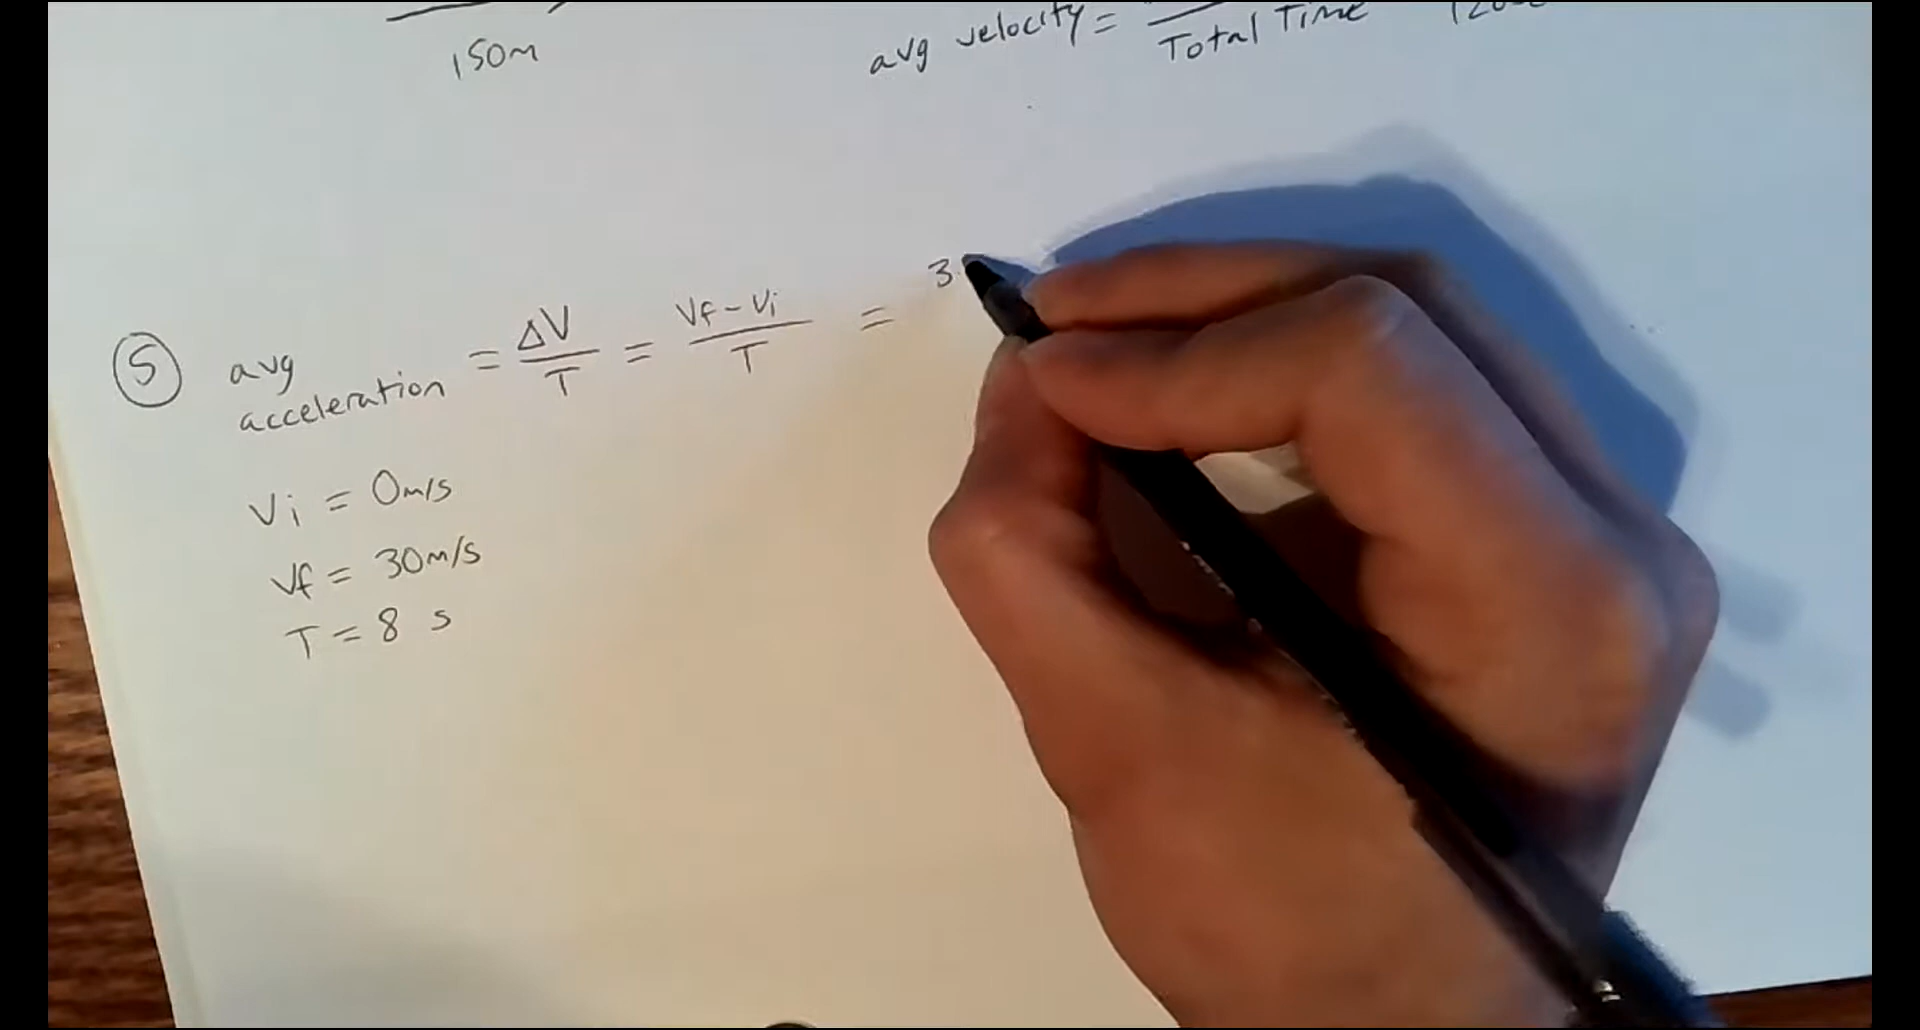 150m
avg velocity =
Total Time
5 avg acceleration = ΔV/T = Vf - Vi/T = 3
Vi = 0m/s
Vf = 30m/s
T = 8 s